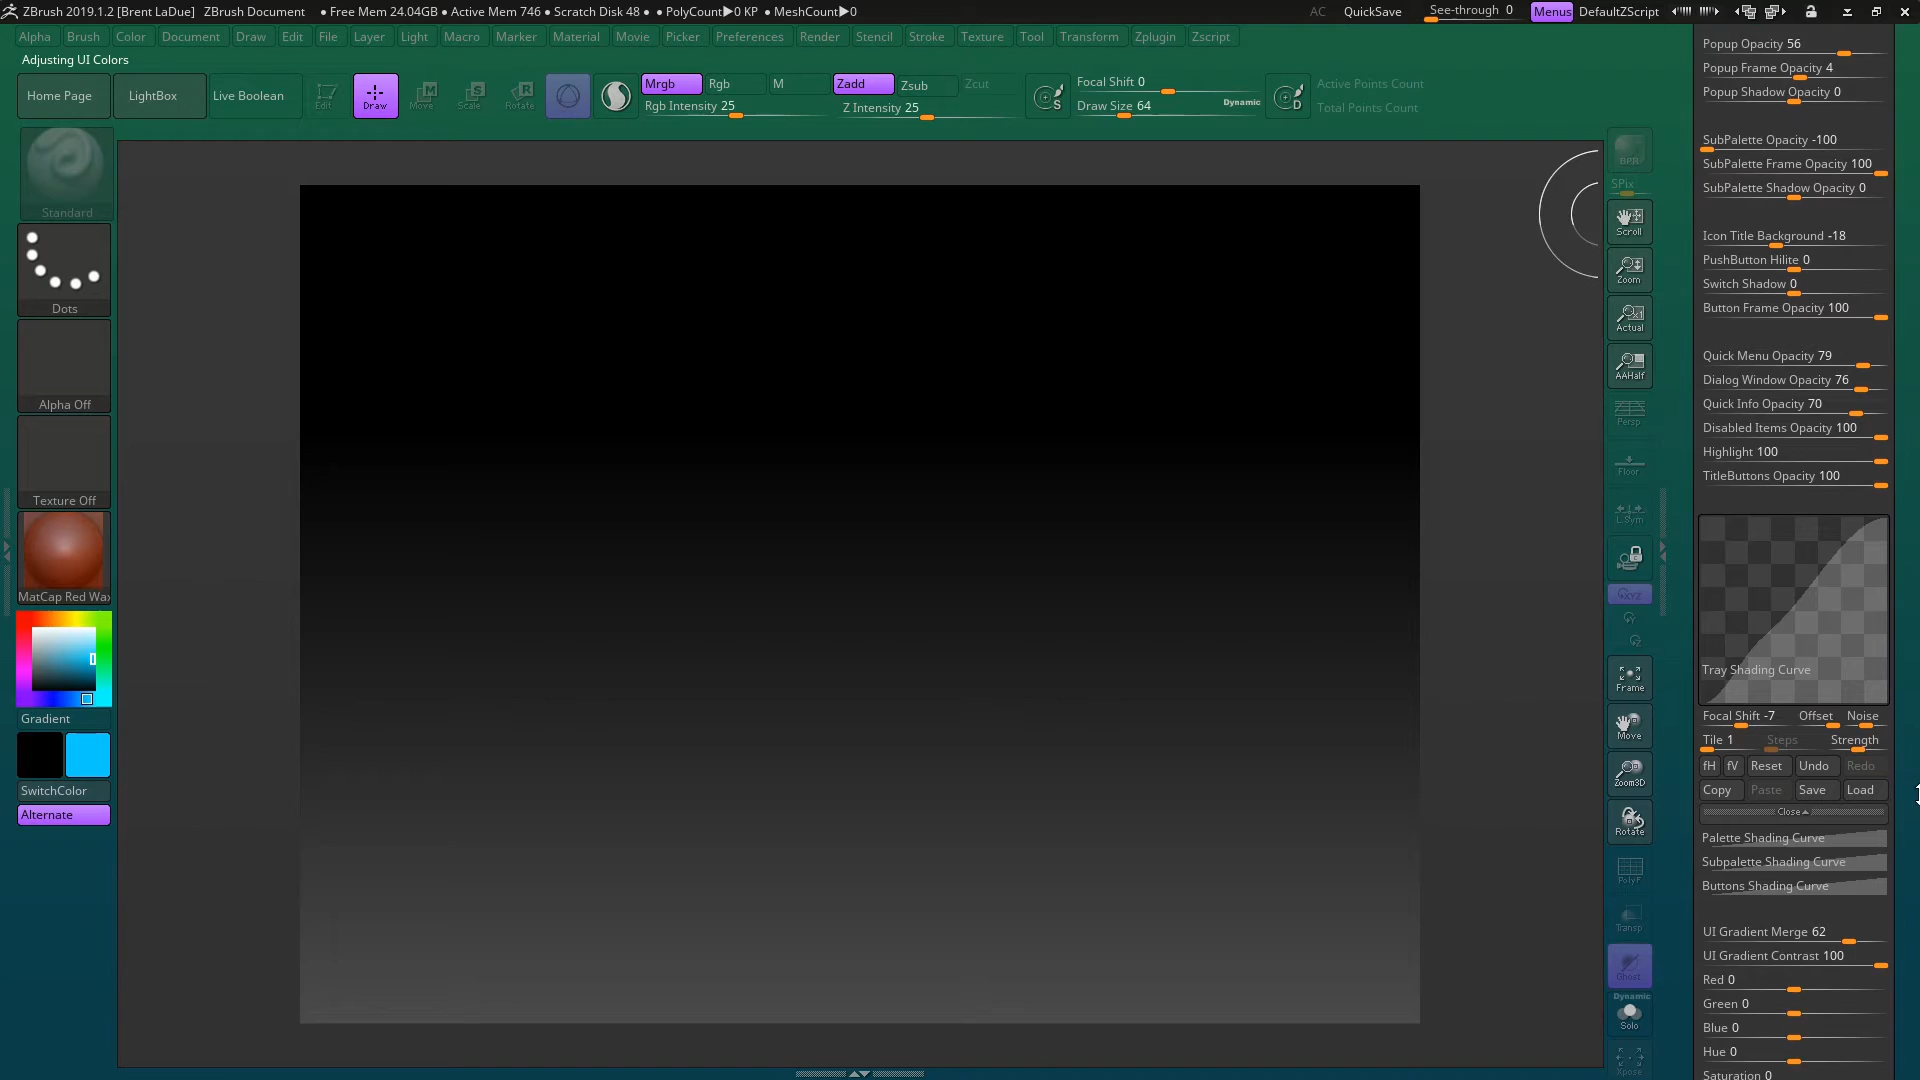 ZBrush 2019.1.2 [Brent LaDue] ZBrush Document • Free Mem 24.04GB • Active Mem 746 • Scratch Disk 48 • • PolyCount▶0 KP • MeshCount▶0 AC QuickSave See-through 0 Menus DefaultZScript
Alpha Brush Color Document Draw Edit File Layer Light Macro Marker Material Movie Picker Preferences Render Stencil Stroke Texture Tool Transform Zplugin Zscript
Adjusting UI Colors
Home Page LightBox Live Boolean Edit Draw Move Scale Rotate
Mrgb Rgb M Zadd Zsub Zcut
Rgb Intensity 25 Z Intensity 25
S Focal Shift 0
Draw Size 64 Dynamic D
Active Points Count
Total Points Count
Standard
Dots
Alpha Off
Texture Off
MatCap Red Wax
Gradient
SwitchColor
Alternate
BPR
SPix
Scroll
Zoom
Actual
AAHalf
Persp
Floor
L.Sym
XYZ
Frame
Move
Zoom3D
Rotate
PolyF
Transp
Ghost
Dynamic
Solo
Xpose
Popup Opacity 56
Popup Frame Opacity 4
Popup Shadow Opacity 0
SubPalette Opacity -100
SubPalette Frame Opacity 100
SubPalette Shadow Opacity 0
Icon Title Background -18
PushButton Hilite 0
Switch Shadow 0
Button Frame Opacity 100
Quick Menu Opacity 79
Dialog Window Opacity 76
Quick Info Opacity 70
Disabled Items Opacity 100
Highlight 100
TitleButtons Opacity 100
Tray Shading Curve
Focal Shift -7 Offset Noise
Tile 1 Steps Strength
fH fV Reset Undo Redo
Copy Paste Save Load
Close
Palette Shading Curve
Subpalette Shading Curve
Buttons Shading Curve
UI Gradient Merge 62
UI Gradient Contrast 100
Red 0
Green 0
Blue 0
Hue 0
Saturation 0